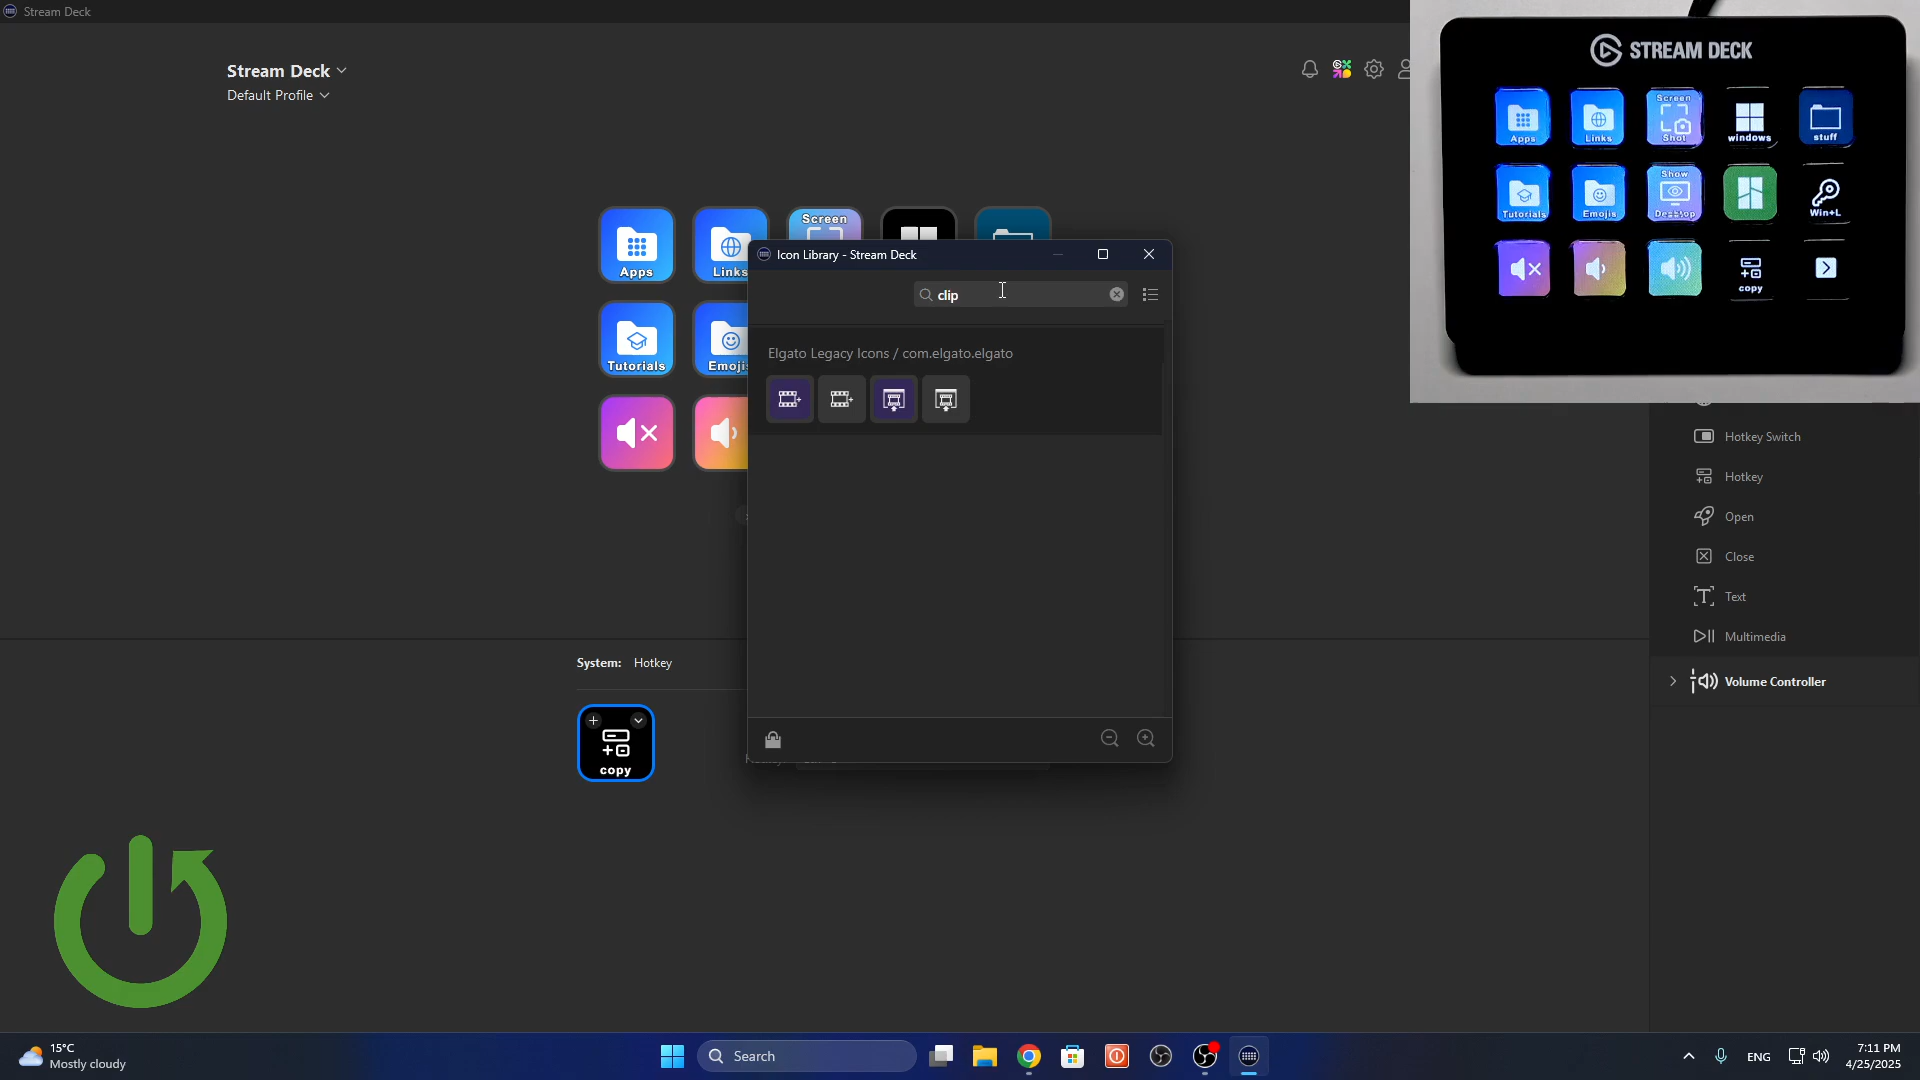 Stream Deck
Stream Deck
Default Profile
Apps
Links
Screen
Tutorials
Emojis
Icon Library - Stream Deck
clip
Elgato Legacy Icons / com.elgato.elgato
STREAM DECK
Apps
Links
Screen
Shot
windows
stuff
Tutorials
Emojis
Show
Desktop
Win+L
copy
Hotkey Switch
Hotkey
Open
Close
Text
Multimedia
Volume Controller
System: Hotkey
copy
15°C
Mostly cloudy
Search
ENG
7:11 PM
4/25/2025